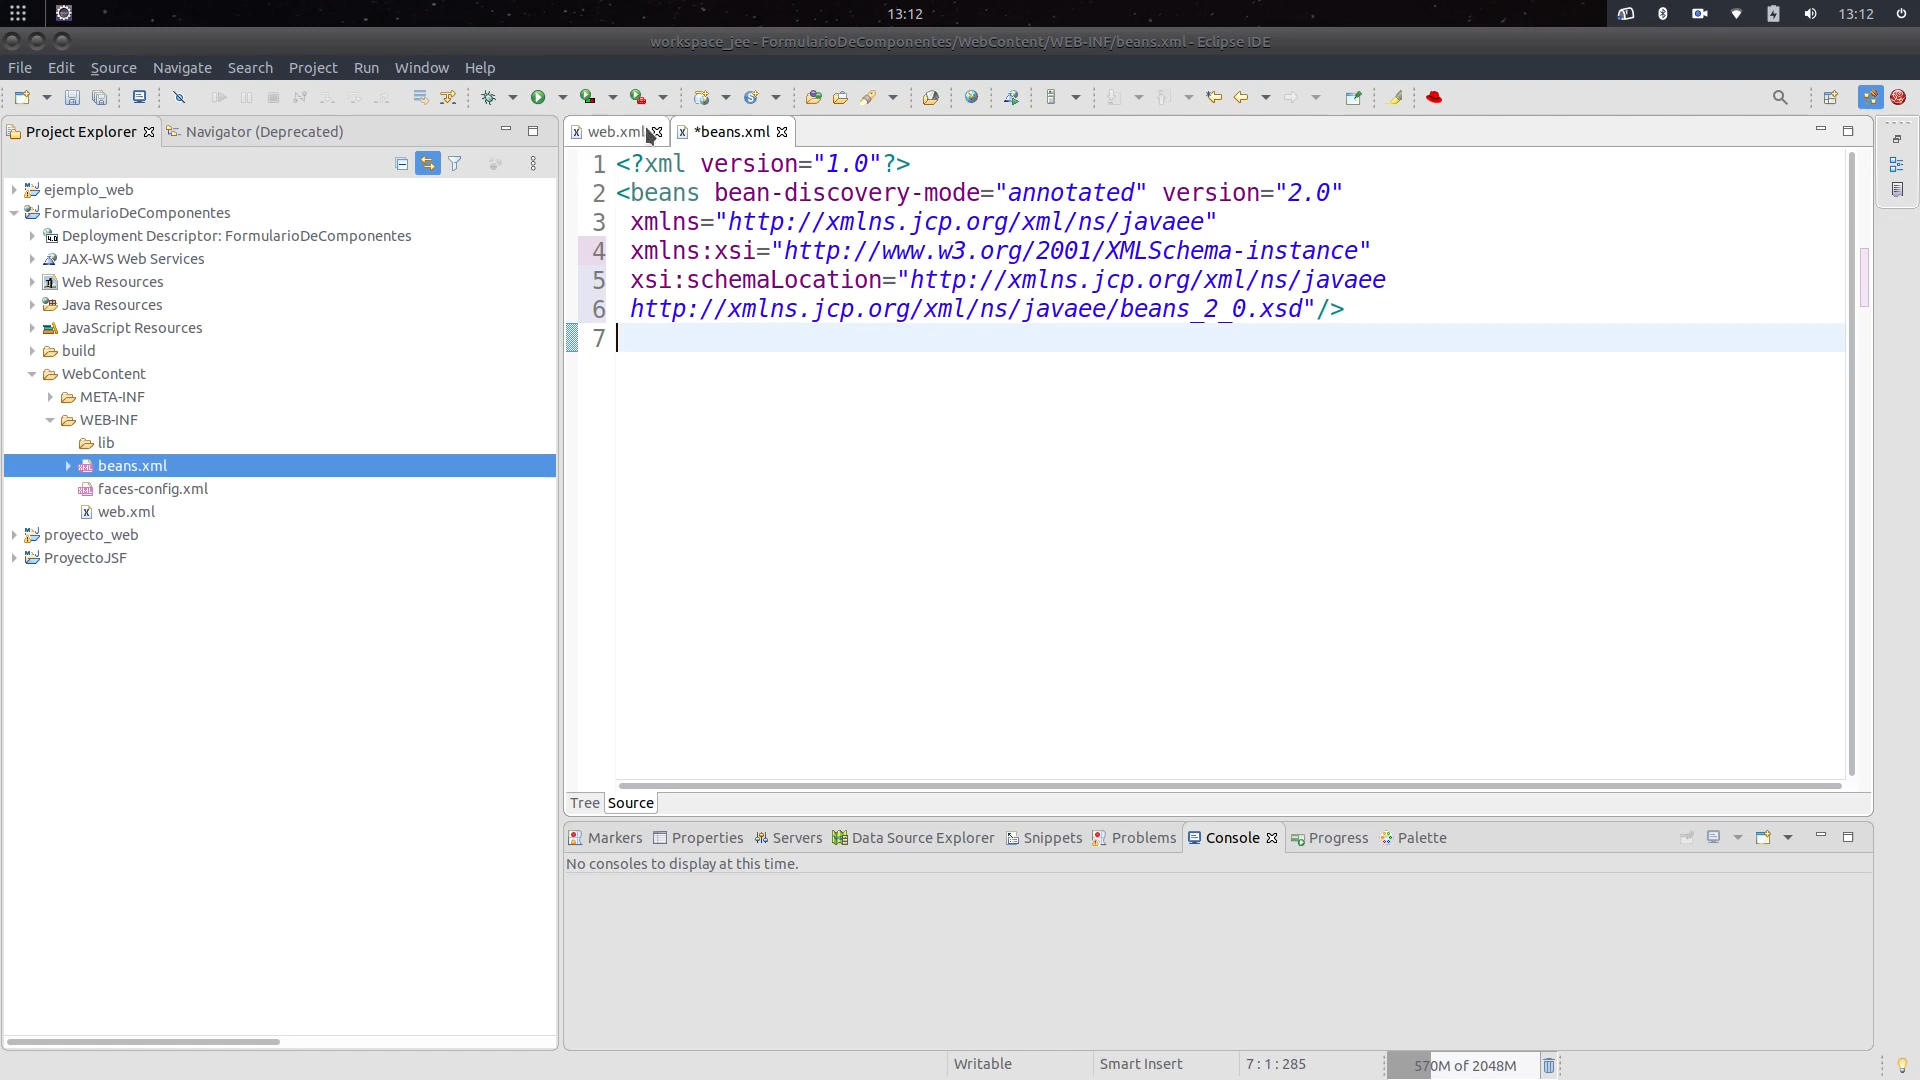 13:12
13:12
workspace_jee - FormularioDeComponentes/WebContent/WEB-INF/beans.xml - Eclipse IDE
File Edit Source Navigate Search Project Run Window Help
Project Explorer Navigator (Deprecated)
web.xml *beans.xml
ejemplo_web
FormularioDeComponentes
Deployment Descriptor: FormularioDeComponentes
JAX-WS Web Services
Web Resources
Java Resources
JavaScript Resources
build
WebContent
META-INF
WEB-INF
lib
beans.xml
faces-config.xml
web.xml
proyecto_web
ProyectoJSF
1 <?xml version="1.0"?>
2 <beans bean-discovery-mode="annotated" version="2.0"
3 xmlns="http://xmlns.jcp.org/xml/ns/javaee"
4 xmlns:xsi="http://www.w3.org/2001/XMLSchema-instance"
5 xsi:schemaLocation="http://xmlns.jcp.org/xml/ns/javaee
6 http://xmlns.jcp.org/xml/ns/javaee/beans_2_0.xsd"/>
7
Tree Source
Markers Properties Servers Data Source Explorer Snippets Problems Console Progress Palette
No consoles to display at this time.
Writable Smart Insert 7 : 1 : 285 570M of 2048M